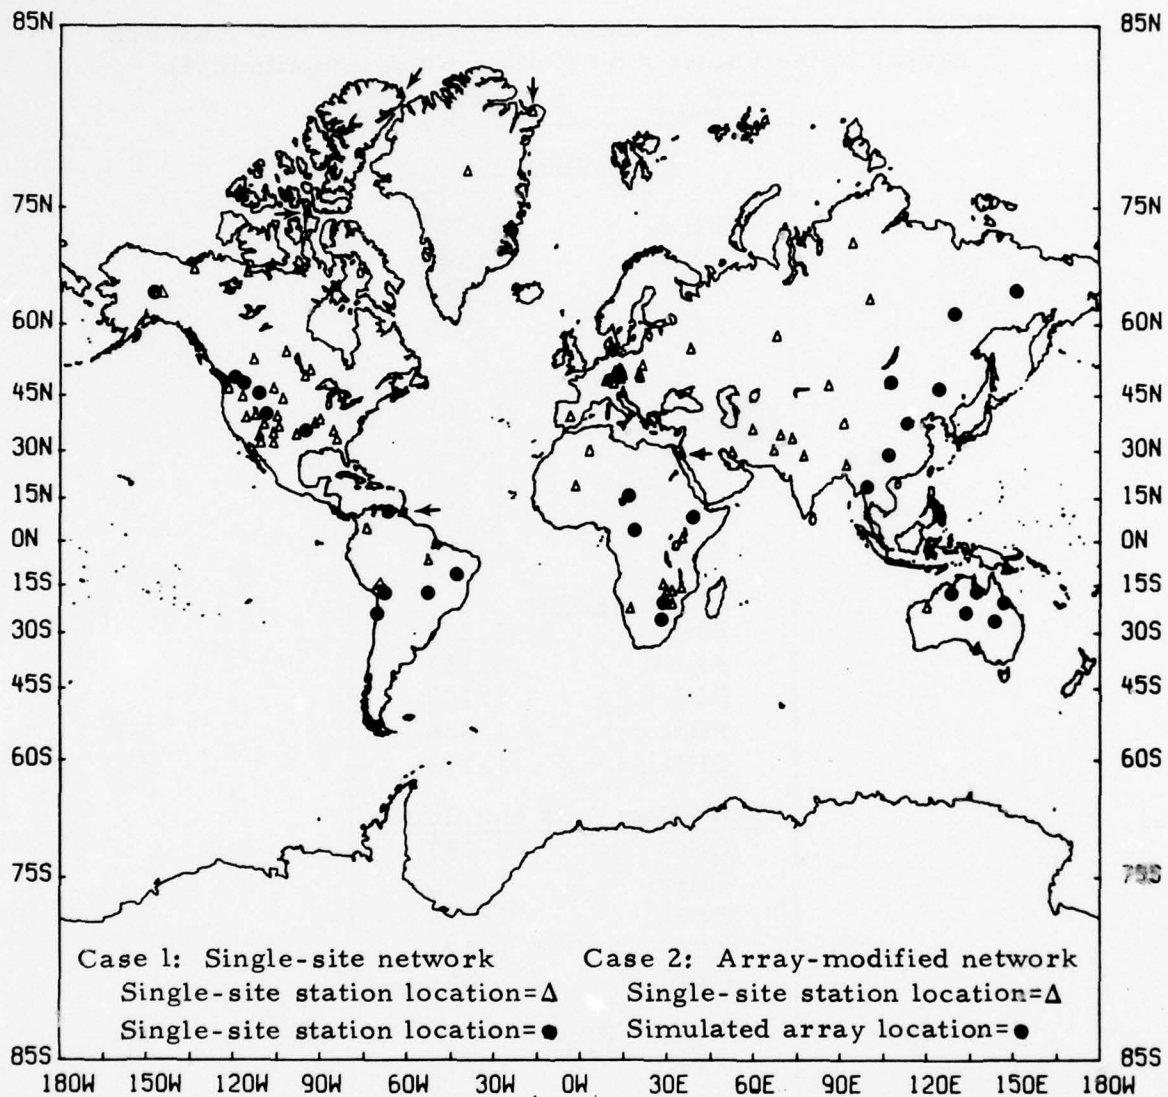 85N 85N
75N 75N
60N 60N
45N 45N
30N 30N
15N 15N
0N 0N
15S 15S
30S 30S
45S 45S
60S 60S
75S 75S
Case 1: Single-site network Case 2: Array-modified network
Single-site station location=Δ Single-site station location=Δ
Single-site station location=● Simulated array location=●
85S 85S
180W 150W 120W 90W 60W 30W 0W 30E 60E 90E 120E 150E 180W